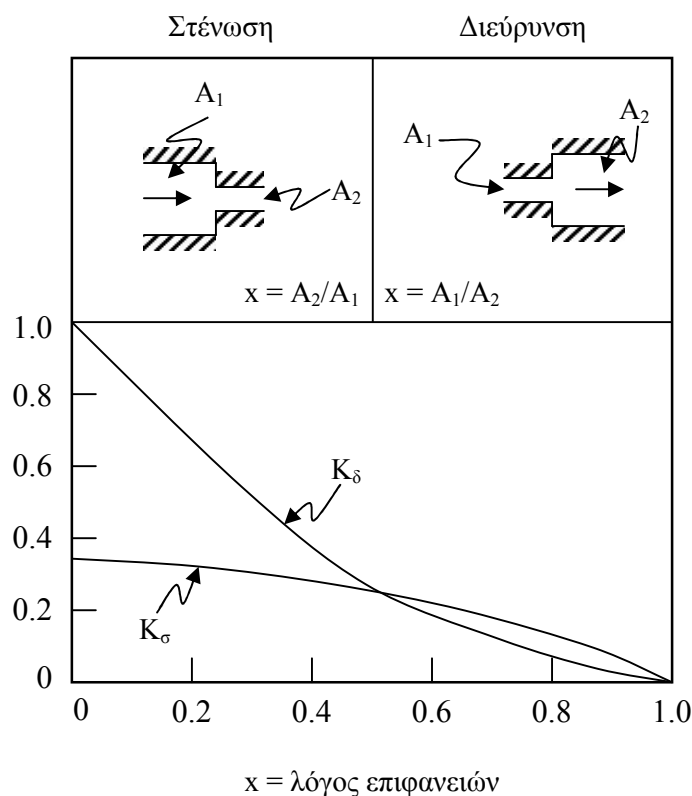 Στένωση Διεύρυνση
A1
A2
A1
A2
x = A2/A1
x = A1/A2
1.0
0.8
0.6
0.4
0.2
0
Kδ
Kσ
0 0.2 0.4 0.6 0.8 1.0
x = λόγος επιφανειών